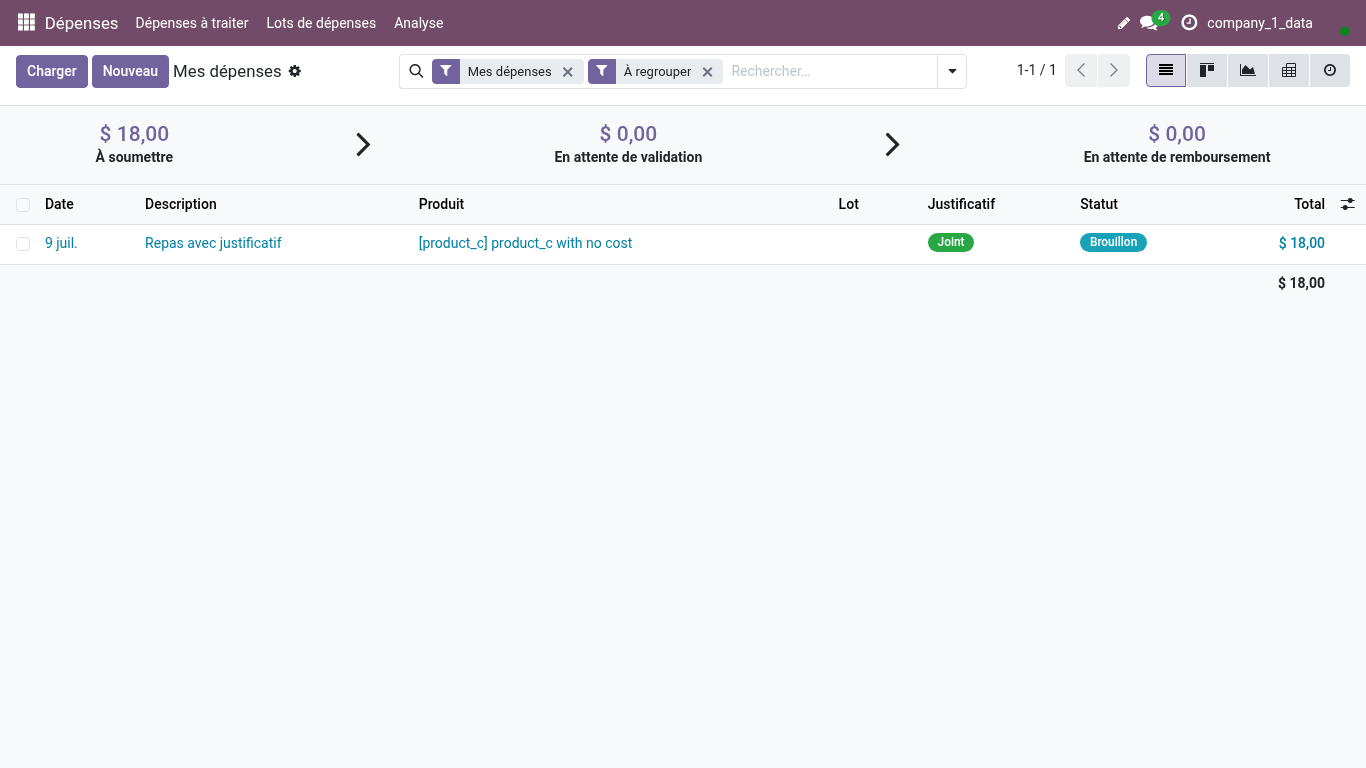 Dépenses Dépenses à traiter Lots de dépenses Analyse 4 company_1_data
Charger Nouveau Mes dépenses Mes dépenses À regrouper Rechercher... 1-1 / 1
$ 18,00 $ 0,00 $ 0,00
À soumettre En attente de validation En attente de remboursement
Date Description Produit Lot Justificatif Statut Total
9 juil. Repas avec justificatif [product_c] product_c with no cost Joint Brouillon $ 18,00
$ 18,00